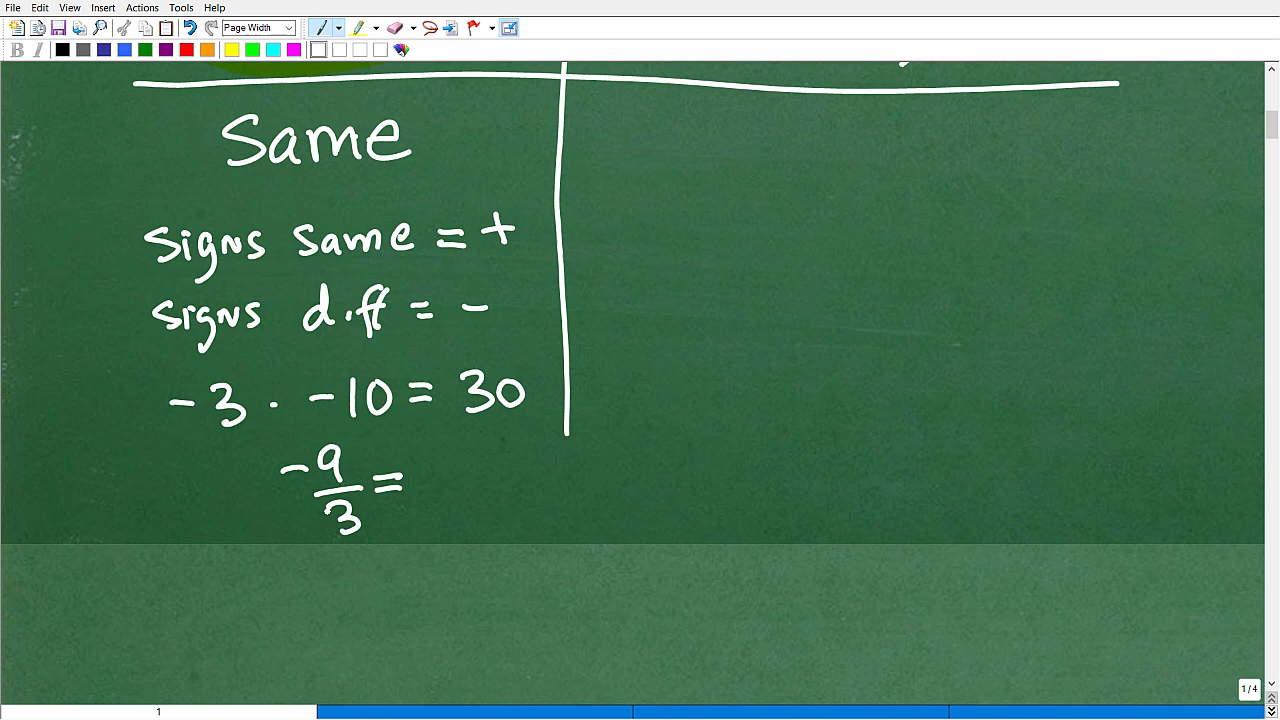 File Edit View Insert Actions Tools Help
Page Width
B I
Same
Signs same = +
Signs diff = -
-3 · -10 = 30
-9/3 =
1/4
1